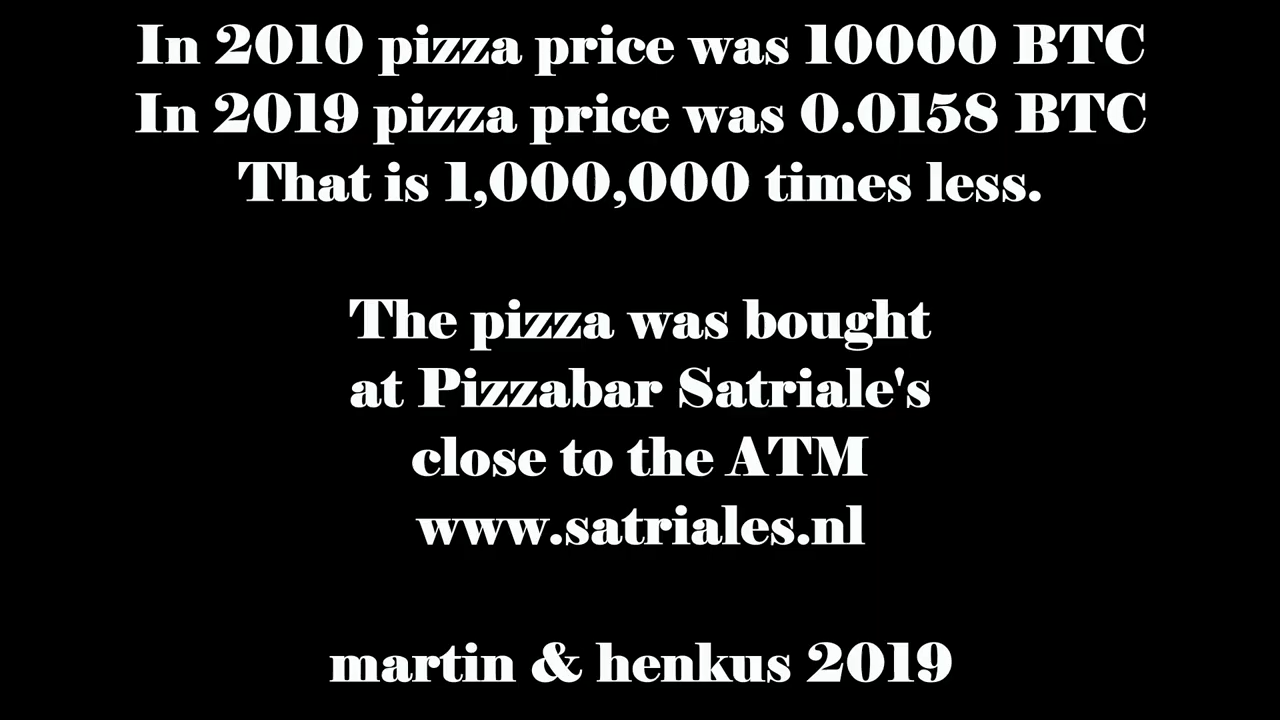 In 2010 pizza price was 10000 BTC
In 2019 pizza price was 0.0158 BTC
That is 1,000,000 times less.
The pizza was bought
at Pizzabar Satriale's
close to the ATM
www.satriales.nl
martin & henkus 2019